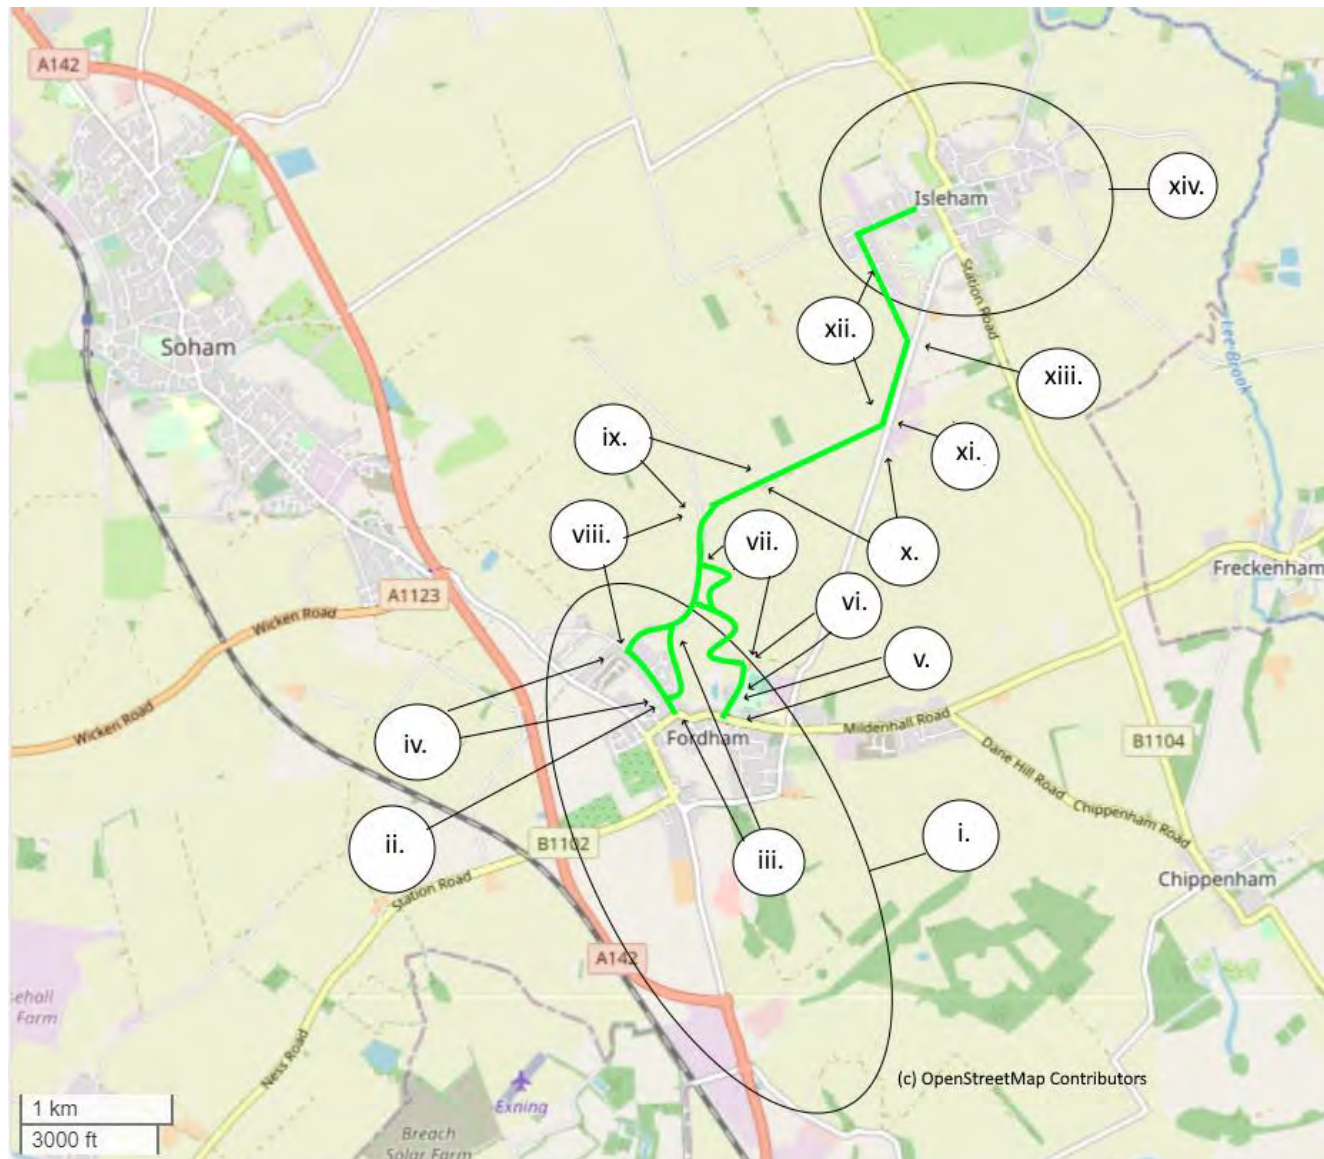 A142
xiv.
Isleham
Station Road
xii.
Soham
Lee Brook
xiii.
ix.
xi.
viii.
vii.
x.
Freckenham
A1123
Wicken Road
vi.
v.
Wicken Road
iv.
Fordham
Mildenhall Road
B1104
Dane Hill Road
Chippenham Road
ii.
B1102
iii.
i.
Station Road
Chippenham
A142
Farm
Ness Road
(c) OpenStreetMap Contributors
1 km
Exning
3000 ft
Breach
Solar Farm